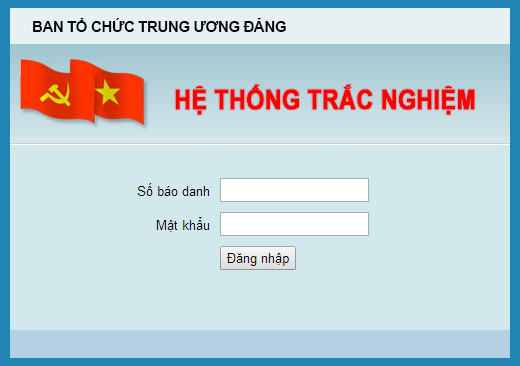 BAN TỔ CHỨC TRUNG ƯƠNG ĐẢNG
HỆ THỐNG TRẮC NGHIỆM
Số báo danh
Mật khẩu
Đăng nhập